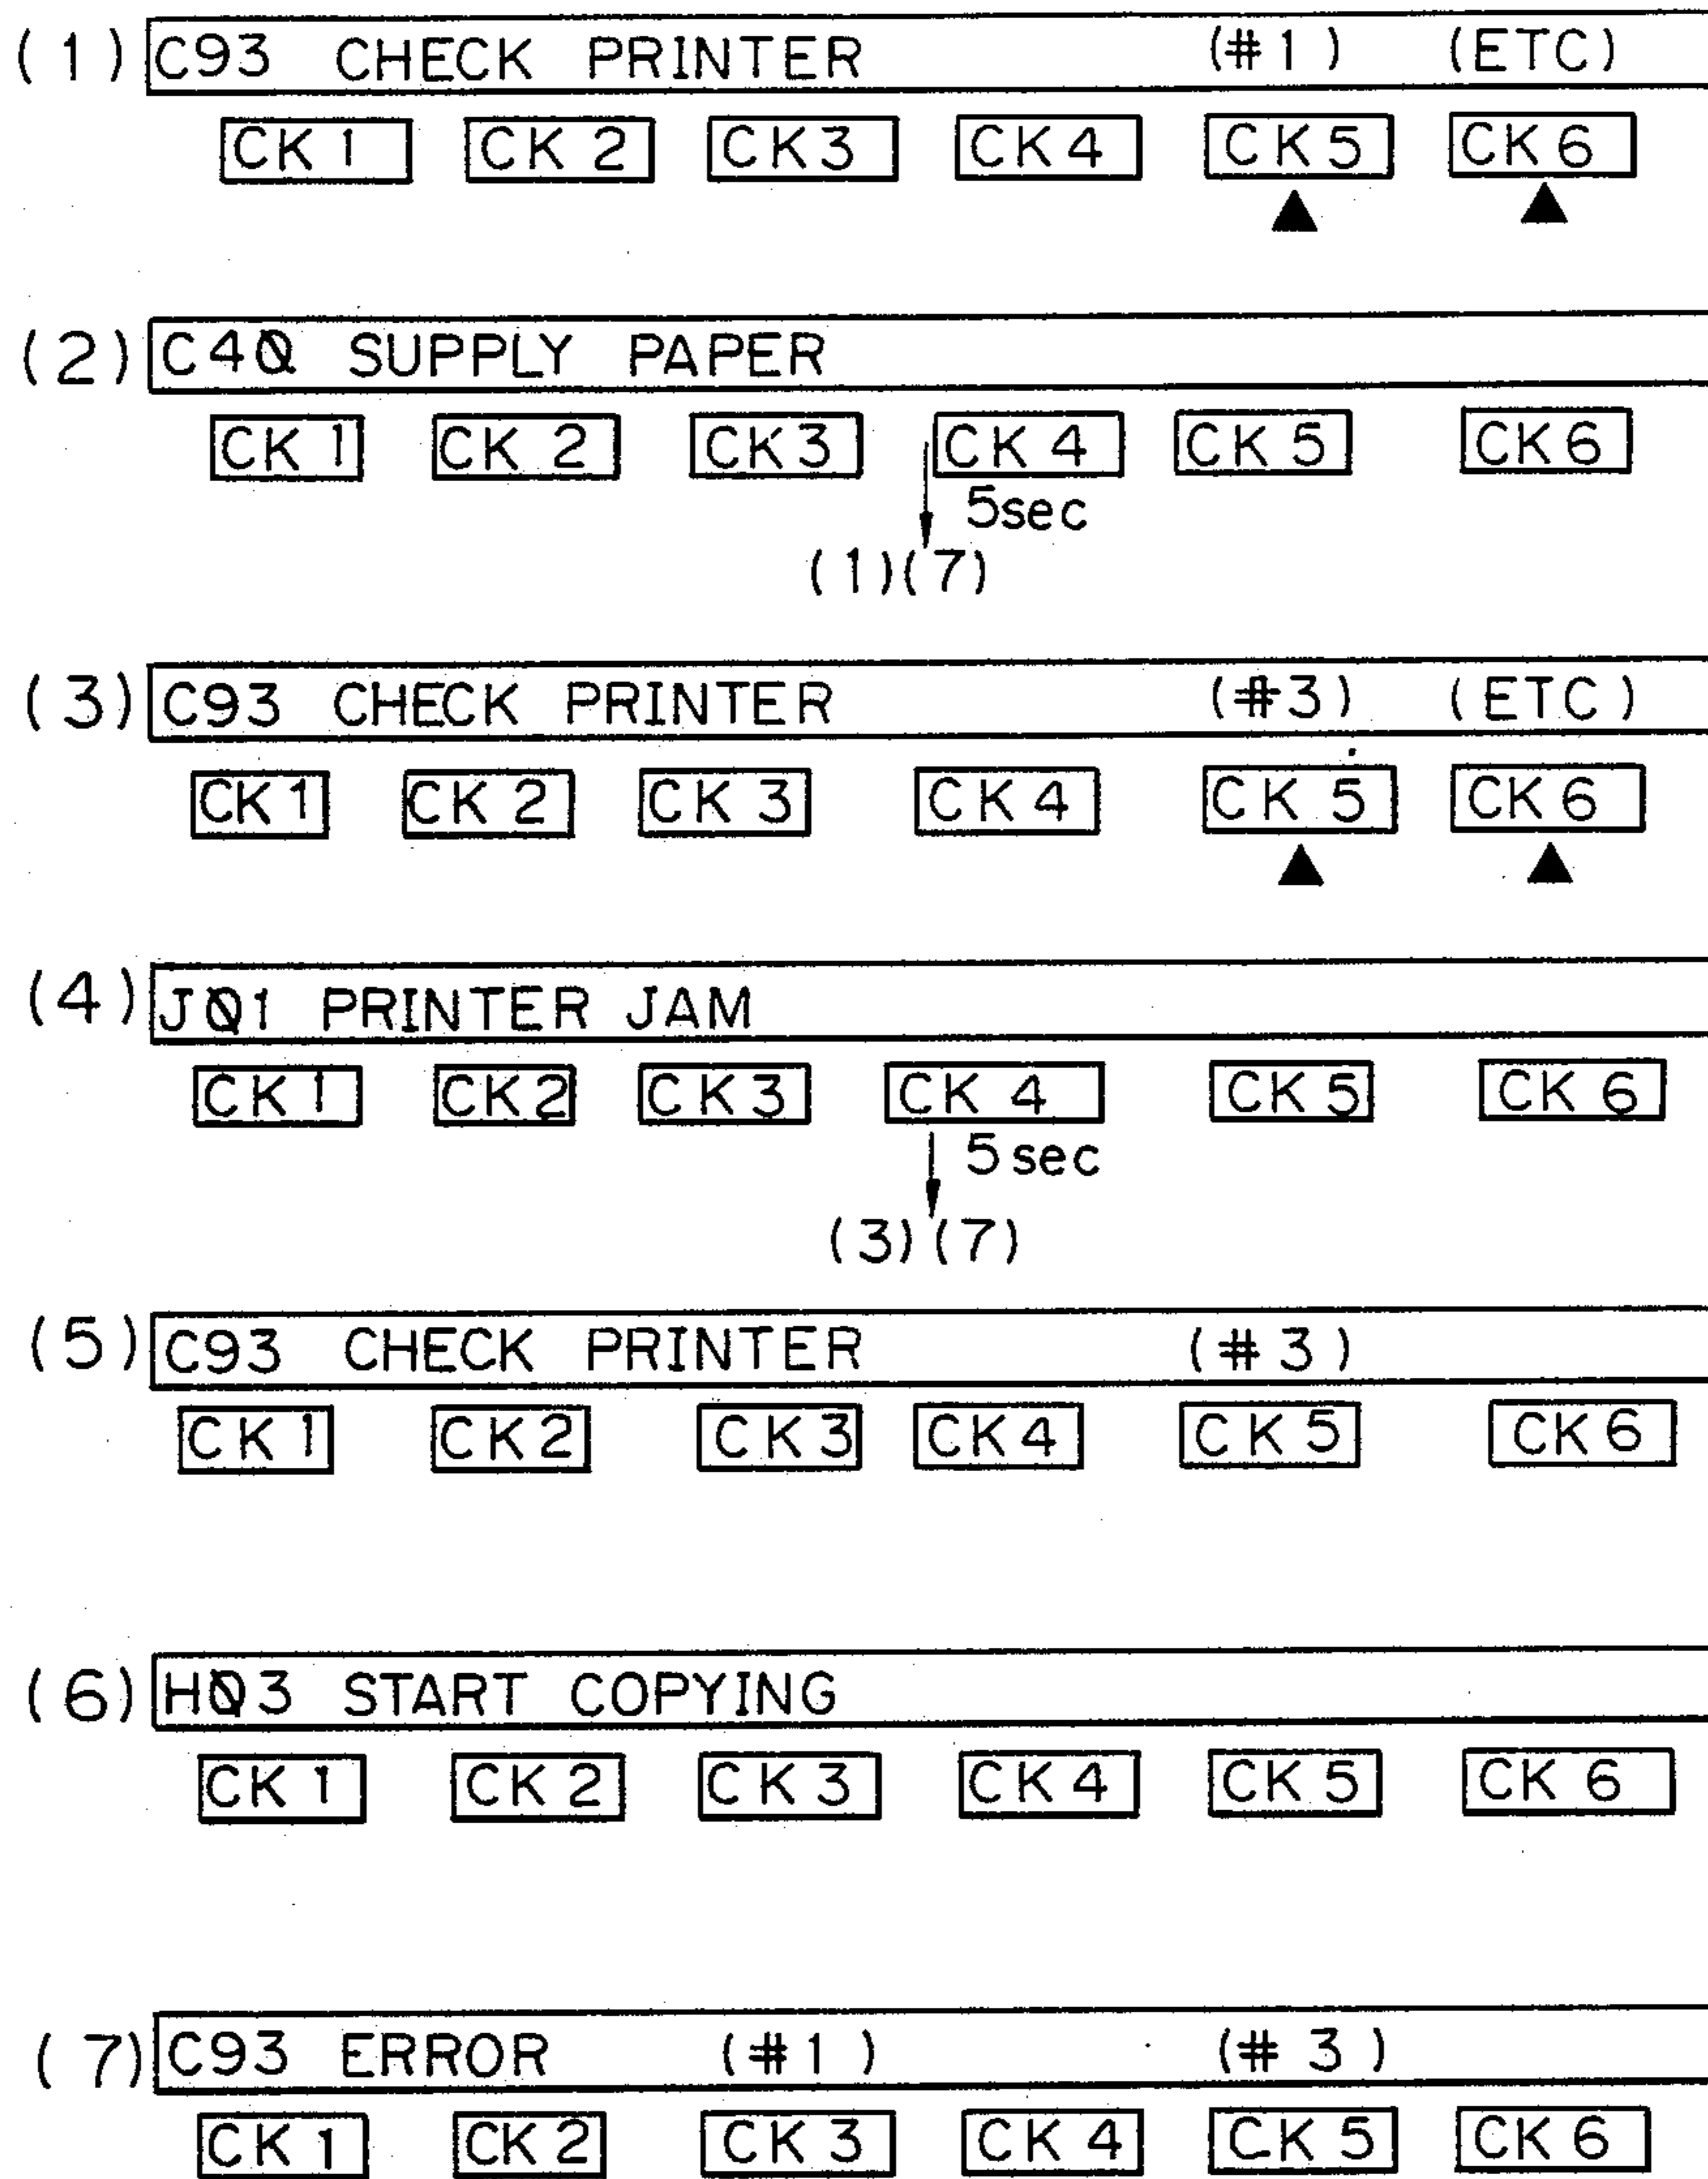 (1) C93 CHECK PRINTER (#1) (ETC)
CK1 CK2 CK3 CK4 CK5 CK6
(2) C40 SUPPLY PAPER
CK1 CK2 CK3 CK4 CK5 CK6
5sec
(1)(7)
(3) C93 CHECK PRINTER (#3) (ETC)
CK1 CK2 CK3 CK4 CK5 CK6
(4) J01 PRINTER JAM
CK1 CK2 CK3 CK4 CK5 CK6
5sec
(3)(7)
(5) C93 CHECK PRINTER (#3)
CK1 CK2 CK3 CK4 CK5 CK6
(6) H03 START COPYING
CK1 CK2 CK3 CK4 CK5 CK6
(7) C93 ERROR (#1) (#3)
CK1 CK2 CK3 CK4 CK5 CK6